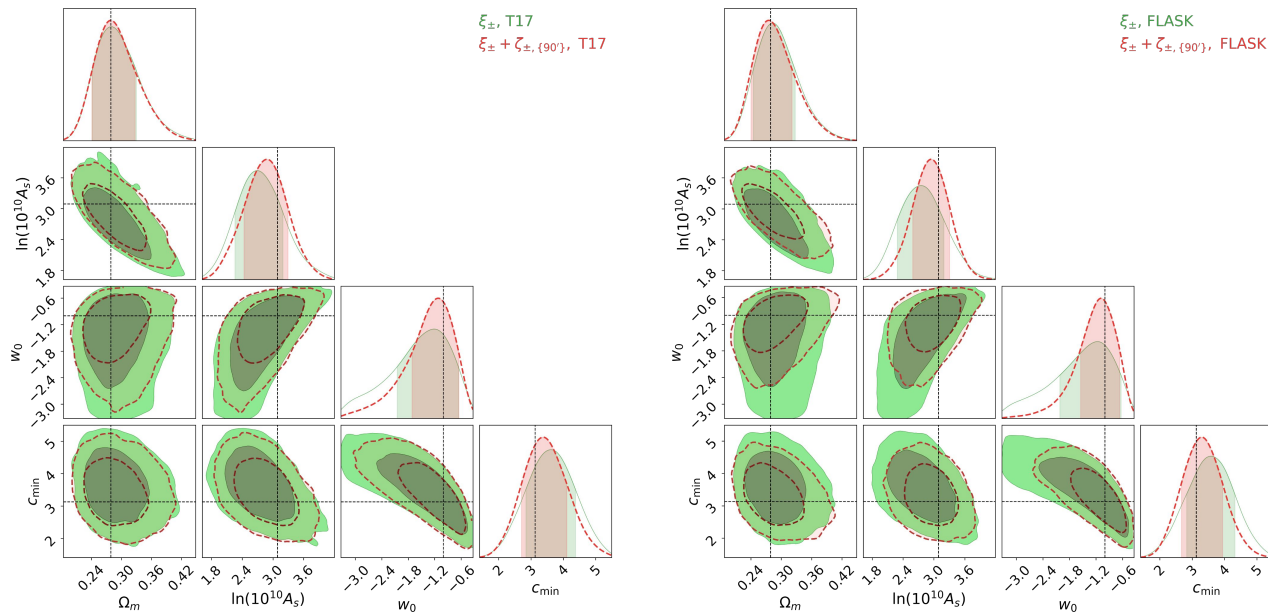 ξ±, T17
ξ± + ζ±,{90′}, T17
ln(10¹⁰Aₛ)
3.6
3.0
2.4
1.8
w₀
−0.6
−1.2
−1.8
−2.4
−3.0
c_min
5
4
3
2
0.24 0.30 0.36 0.42
Ωₘ
1.8 2.4 3.0 3.6
ln(10¹⁰Aₛ)
−3.0 −2.4 −1.8 −1.2 −0.6
w₀
2 3 4 5
c_min
ξ±, FLASK
ξ± + ζ±,{90′}, FLASK
ln(10¹⁰Aₛ)
3.6
3.0
2.4
1.8
w₀
−0.6
−1.2
−1.8
−2.4
−3.0
c_min
5
4
3
2
0.24 0.30 0.36 0.42
Ωₘ
1.8 2.4 3.0 3.6
ln(10¹⁰Aₛ)
−3.0 −2.4 −1.8 −1.2 −0.6
w₀
2 3 4 5
c_min